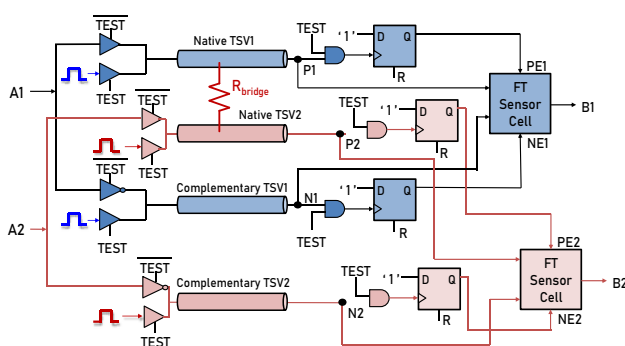 TEST
Native TSV1
TEST
'1'
D
Q
PE1
P1
R
A1
TEST
TEST
R bridge
FT
Sensor
Cell
B1
TEST
'1'
D
Q
Native TSV2
P2
R
NE1
TEST
TEST
Complementary TSV1
'1'
D
Q
N1
R
A2
TEST
TEST
PE2
TEST
Complementary TSV2
TEST
'1'
D
Q
FT
Sensor
Cell
B2
N2
R
NE2
TEST